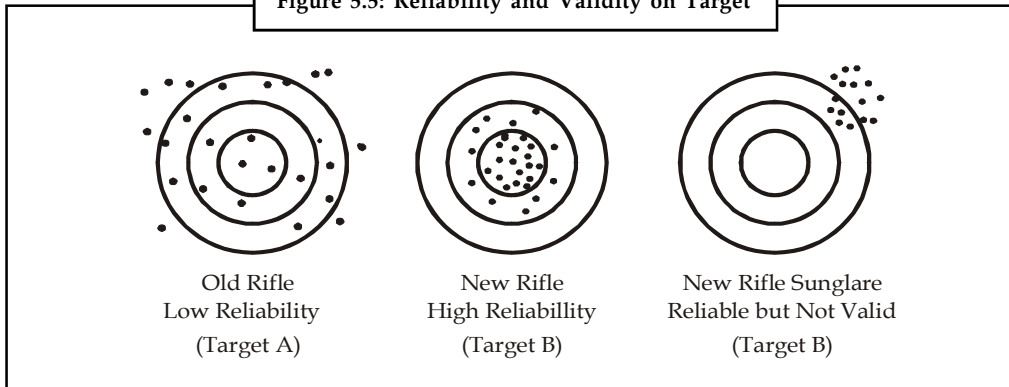 Figure 5.5: Reliability and Validity on Target
Old Rifle
Low Reliability
(Target A)
New Rifle
High Reliabillity
(Target B)
New Rifle Sunglare
Reliable but Not Valid
(Target B)